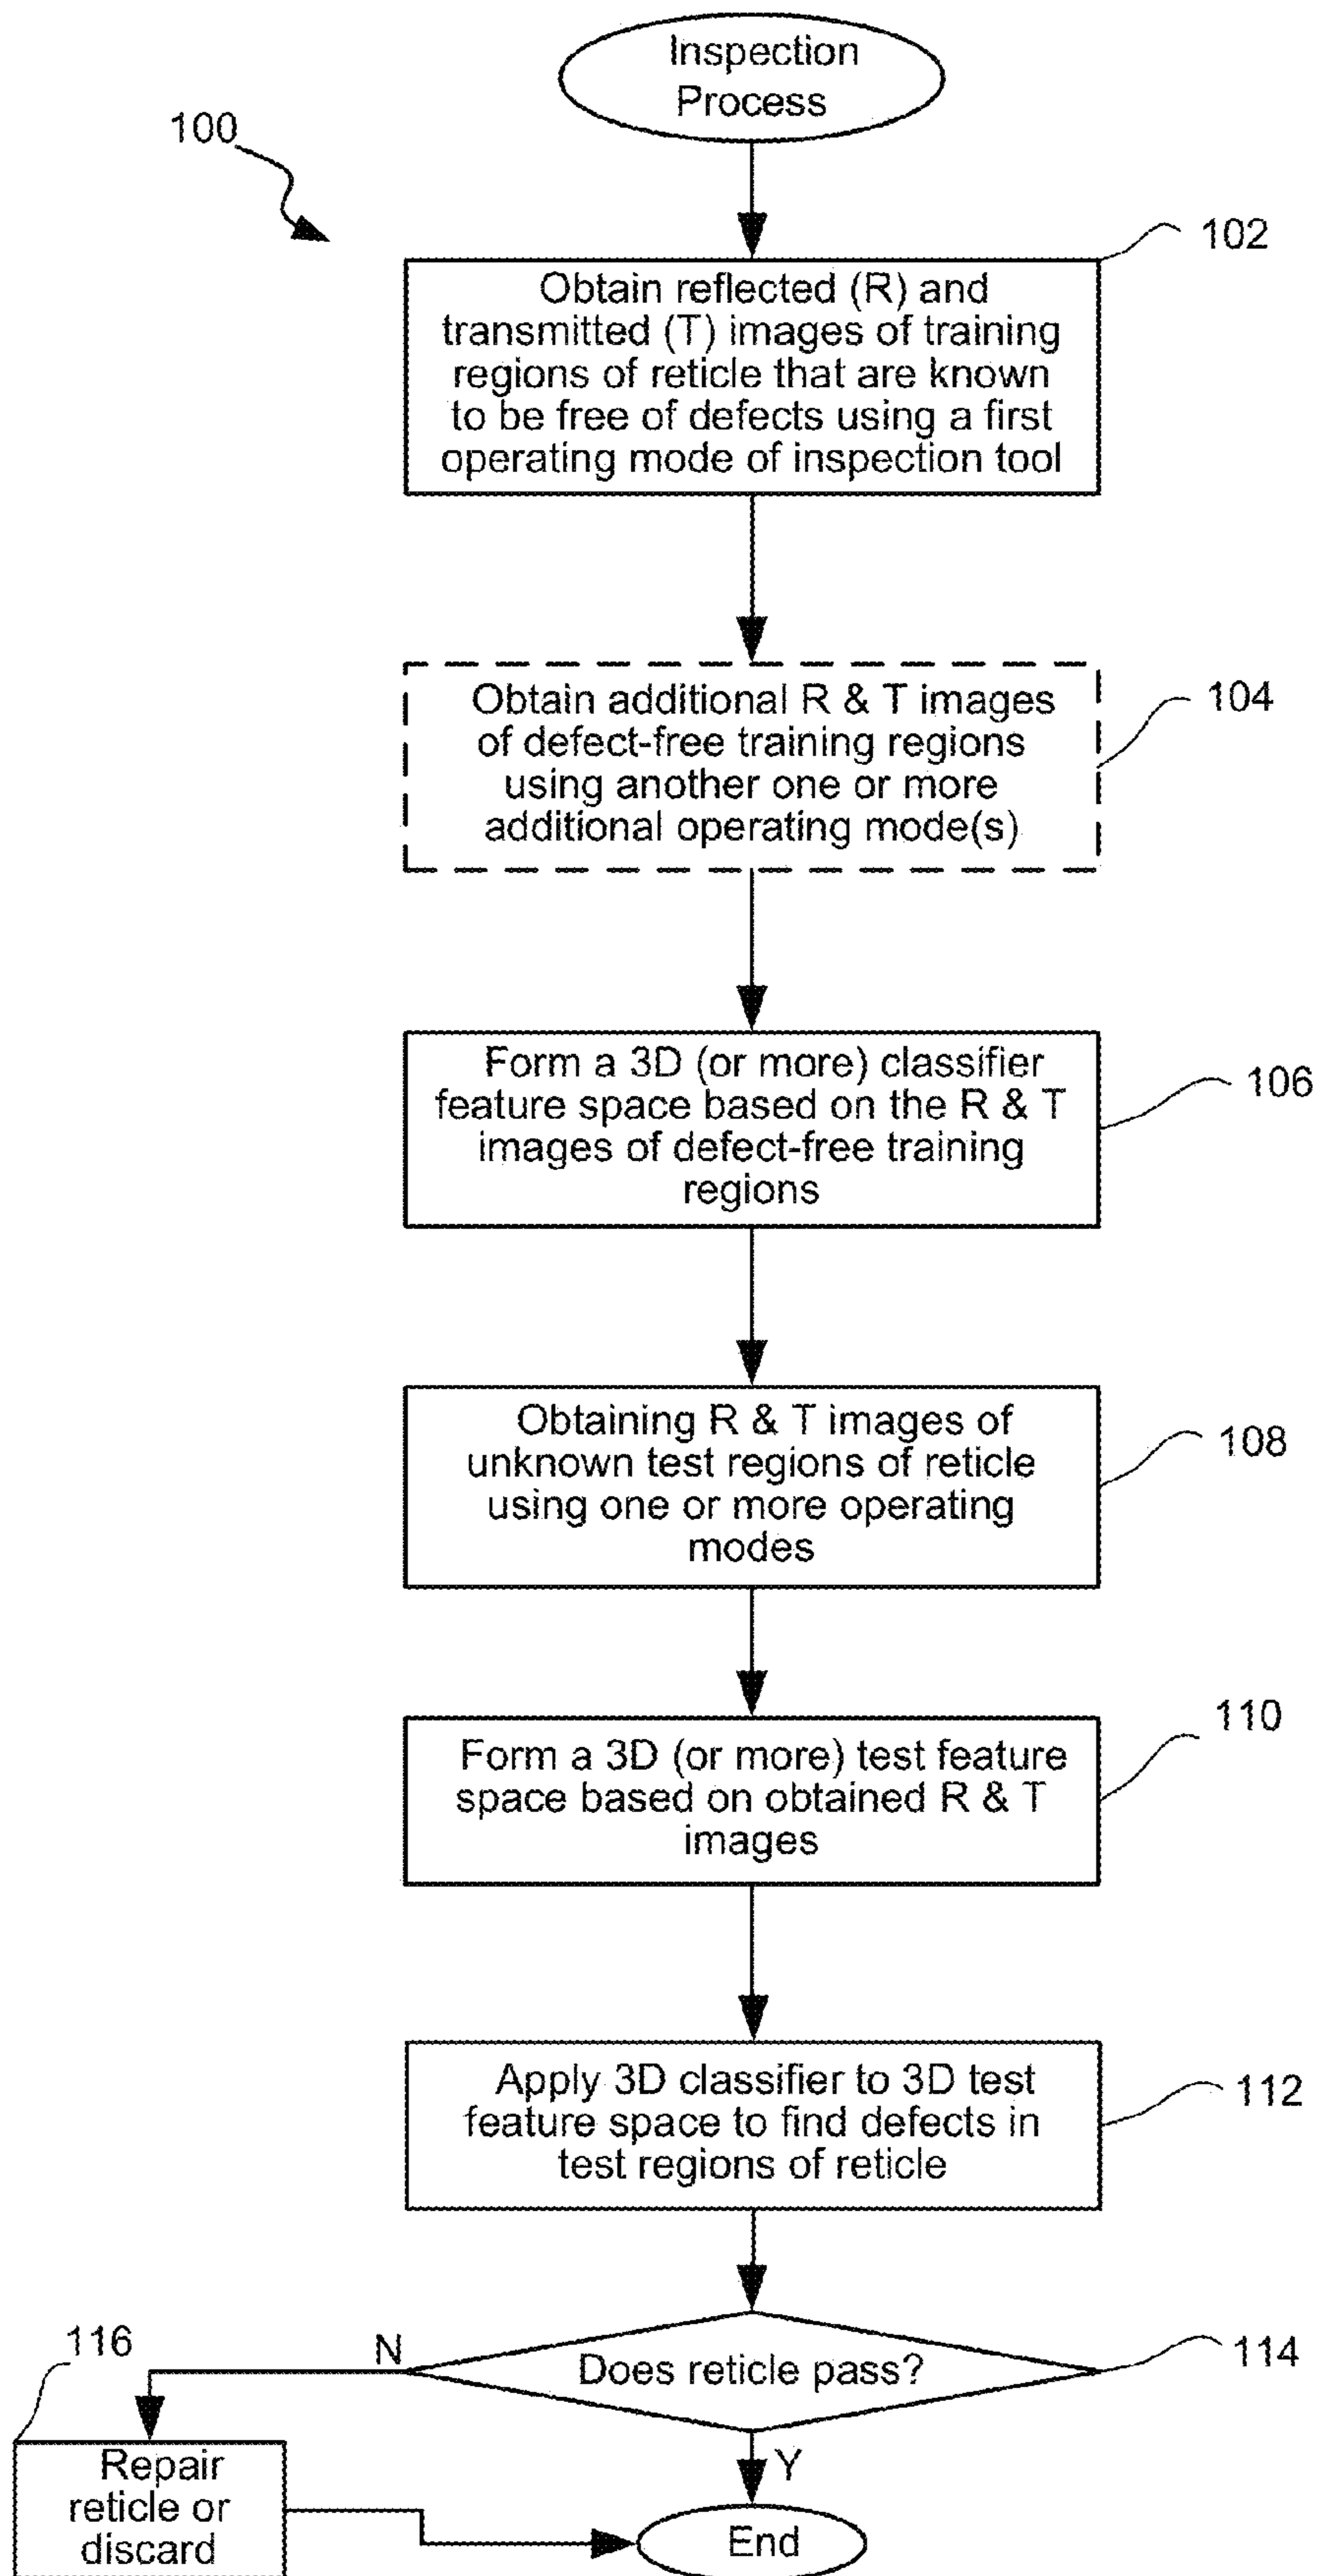 Inspection
Process
100
102
Obtain reflected (R) and
transmitted (T) images of training
regions of reticle that are known
to be free of defects using a first
operating mode of inspection tool
104
Obtain additional R & T images
of defect-free training regions
using another one or more
additional operating mode(s)
106
Form a 3D (or more) classifier
feature space based on the R & T
images of defect-free training
regions
108
Obtaining R & T images of
unknown test regions of reticle
using one or more operating
modes
110
Form a 3D (or more) test feature
space based on obtained R & T
images
112
Apply 3D classifier to 3D test
feature space to find defects in
test regions of reticle
114
Does reticle pass?
N
116
Y
Repair
reticle or
discard
End